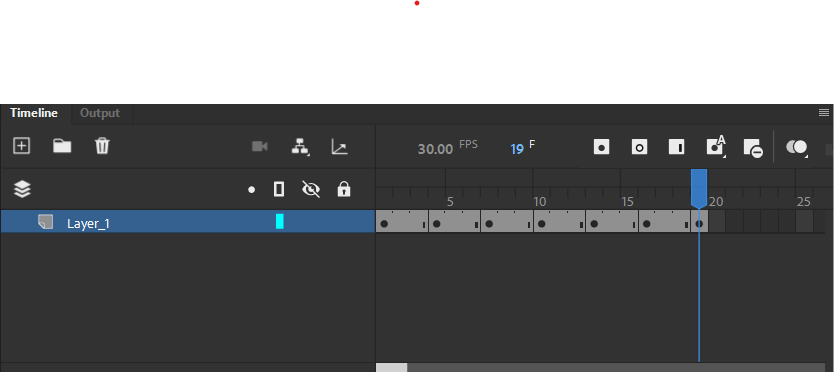 Timeline Output
30.00 FPS 19 F
A
5 10 15 20 25
Layer_1